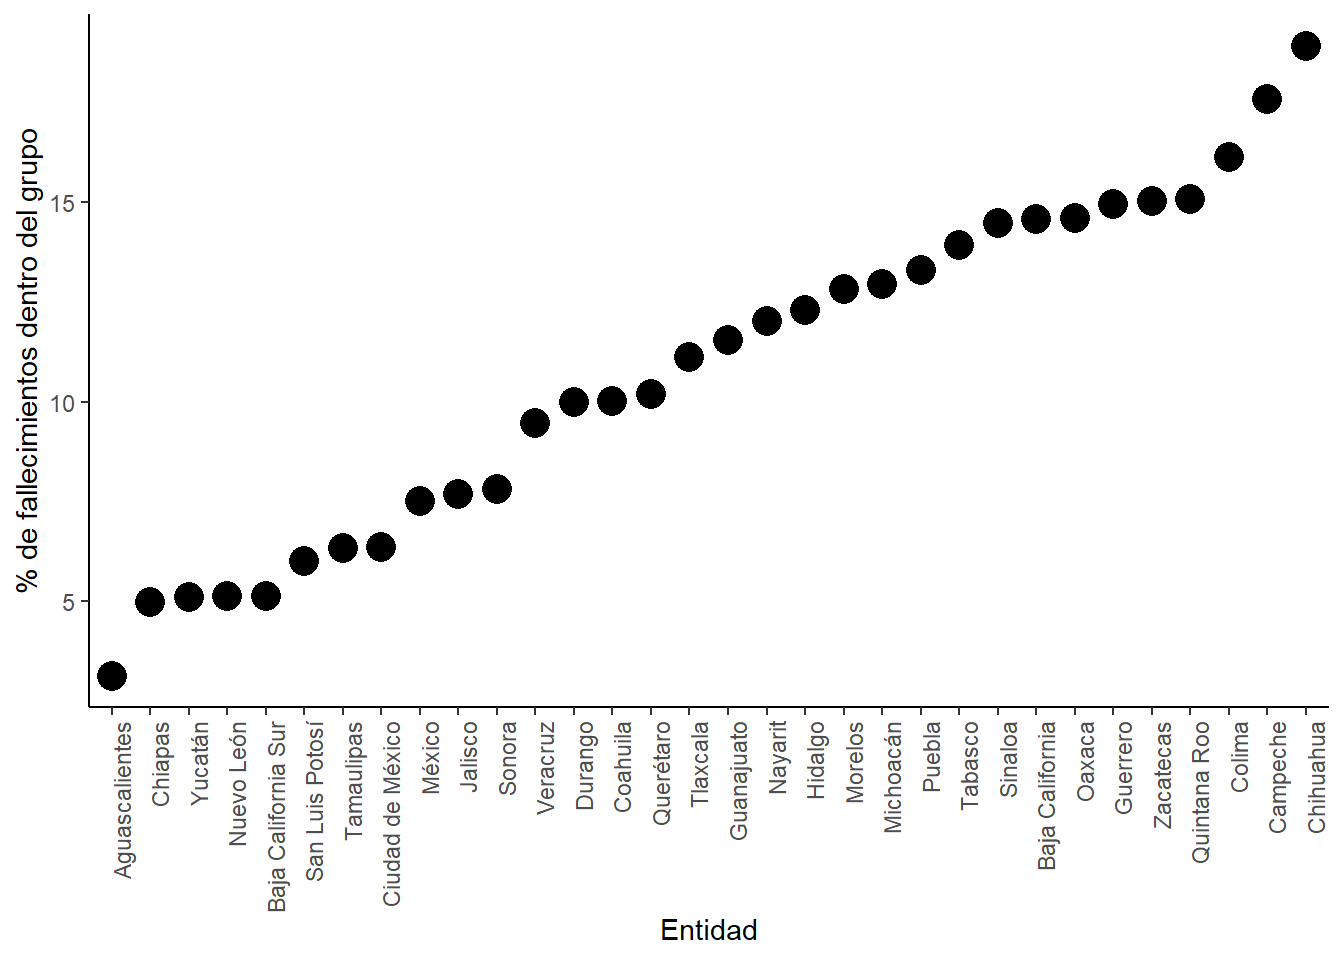 % de fallecimientos dentro del grupo
15
10
5
Aguascalientes
Chiapas
Yucatán
Nuevo León
Baja California Sur
San Luis Potosí
Tamaulipas
Ciudad de México
México
Jalisco
Sonora
Veracruz
Durango
Coahuila
Querétaro
Tlaxcala
Guanajuato
Nayarit
Hidalgo
Morelos
Michoacán
Puebla
Tabasco
Sinaloa
Baja California
Oaxaca
Guerrero
Zacatecas
Quintana Roo
Colima
Campeche
Chihuahua
Entidad